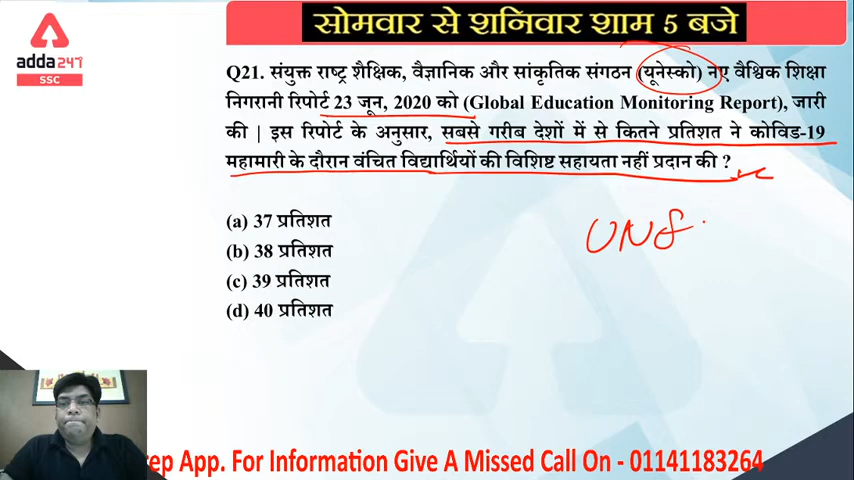 सोमवार से शनिवार शाम 5 बजे
adda247
SSC
Q21. संयुक्त राष्ट्र शैक्षिक, वैज्ञानिक और सांकृतिक संगठन (यूनेस्को) नए वैश्विक शिक्षा
निगरानी रिपोर्ट 23 जून, 2020 को (Global Education Monitoring Report), जारी
की | इस रिपोर्ट के अनुसार, सबसे गरीब देशों में से कितने प्रतिशत ने कोविड-19
महामारी के दौरान वंचित विद्यार्थियों की विशिष्ट सहायता नहीं प्रदान की ?
UNE
(a) 37 प्रतिशत
(b) 38 प्रतिशत
(c) 39 प्रतिशत
(d) 40 प्रतिशत
ep App. For Information Give A Missed Call On - 01141183264